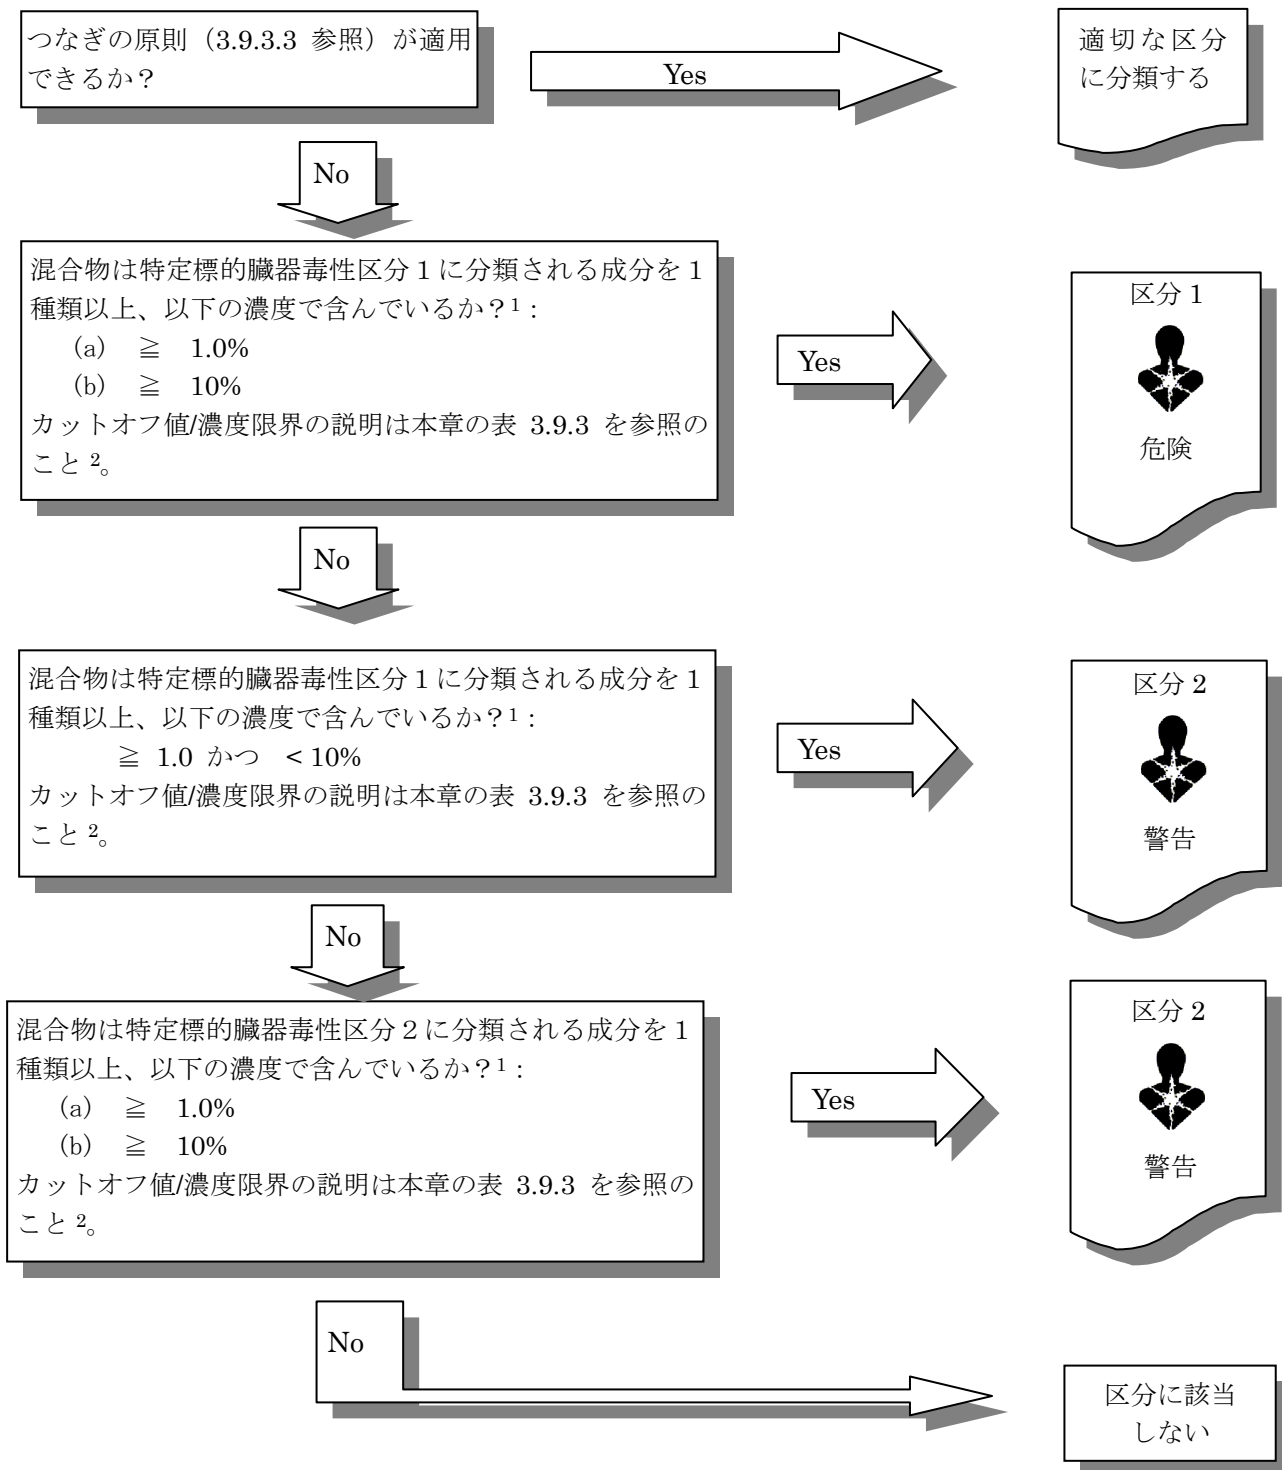 つなぎの原則（3.9.3.3 参照）が適用
できるか？
Yes
適切な区分
に分類する
No
混合物は特定標的臓器毒性区分１に分類される成分を１
種類以上、以下の濃度で含んでいるか？1：
(a) ≧ 1.0%
(b) ≧ 10%
カットオフ値/濃度限界の説明は本章の表 3.9.3 を参照の
こと 2。
Yes
区分 1
危険
No
混合物は特定標的臓器毒性区分１に分類される成分を１
種類以上、以下の濃度で含んでいるか？1：
≧ 1.0 かつ ＜10%
カットオフ値/濃度限界の説明は本章の表 3.9.3 を参照の
こと 2。
Yes
区分 2
警告
No
混合物は特定標的臓器毒性区分２に分類される成分を１
種類以上、以下の濃度で含んでいるか？1：
(a) ≧ 1.0%
(b) ≧ 10%
カットオフ値/濃度限界の説明は本章の表 3.9.3 を参照の
こと 2。
Yes
区分 2
警告
No
区分に該当
しない